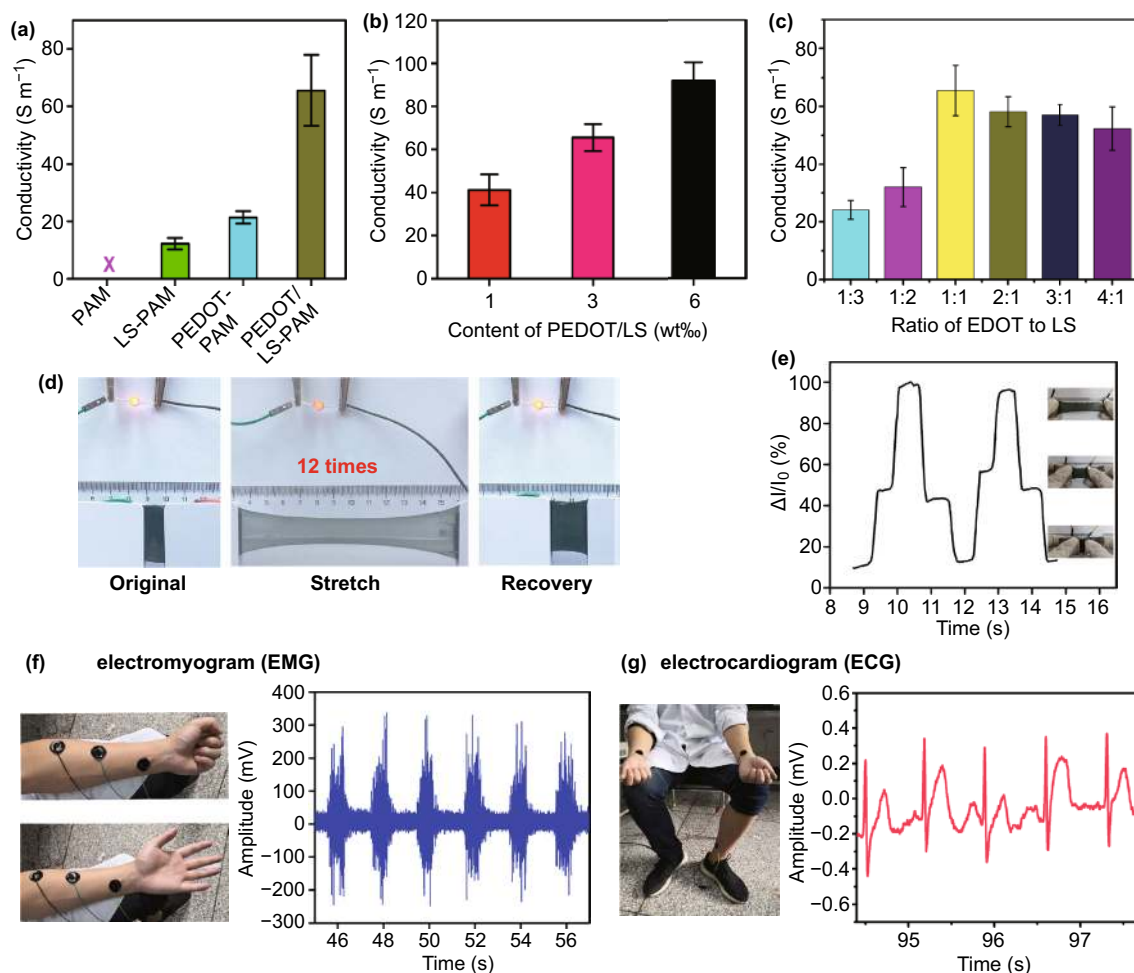 (a)
80
60
40
20
0
Conductivity (S m⁻¹)
X
PAM
LS-PAM
PEDOT-
PAM
PEDOT/
LS-PAM
(b)
120
100
80
60
40
20
0
Conductivity (S m⁻¹)
1 3 6
Content of PEDOT/LS (wt‰)
(c)
80
60
40
20
0
Conductivity (S m⁻¹)
1:3 1:2 1:1 2:1 3:1 4:1
Ratio of EDOT to LS
(d)
12 times
Original
Stretch
Recovery
(e)
100
80
60
40
20
0
ΔI/I₀ (%)
8 9 10 11 12 13 14 15 16
Time (s)
(f) electromyogram (EMG)
400
300
200
100
0
−100
−200
−300
Amplitude (mV)
46 48 50 52 54 56
Time (s)
(g) electrocardiogram (ECG)
0.6
0.4
0.2
0.0
−0.2
−0.4
−0.6
Amplitude (mV)
95 96 97
Time (s)